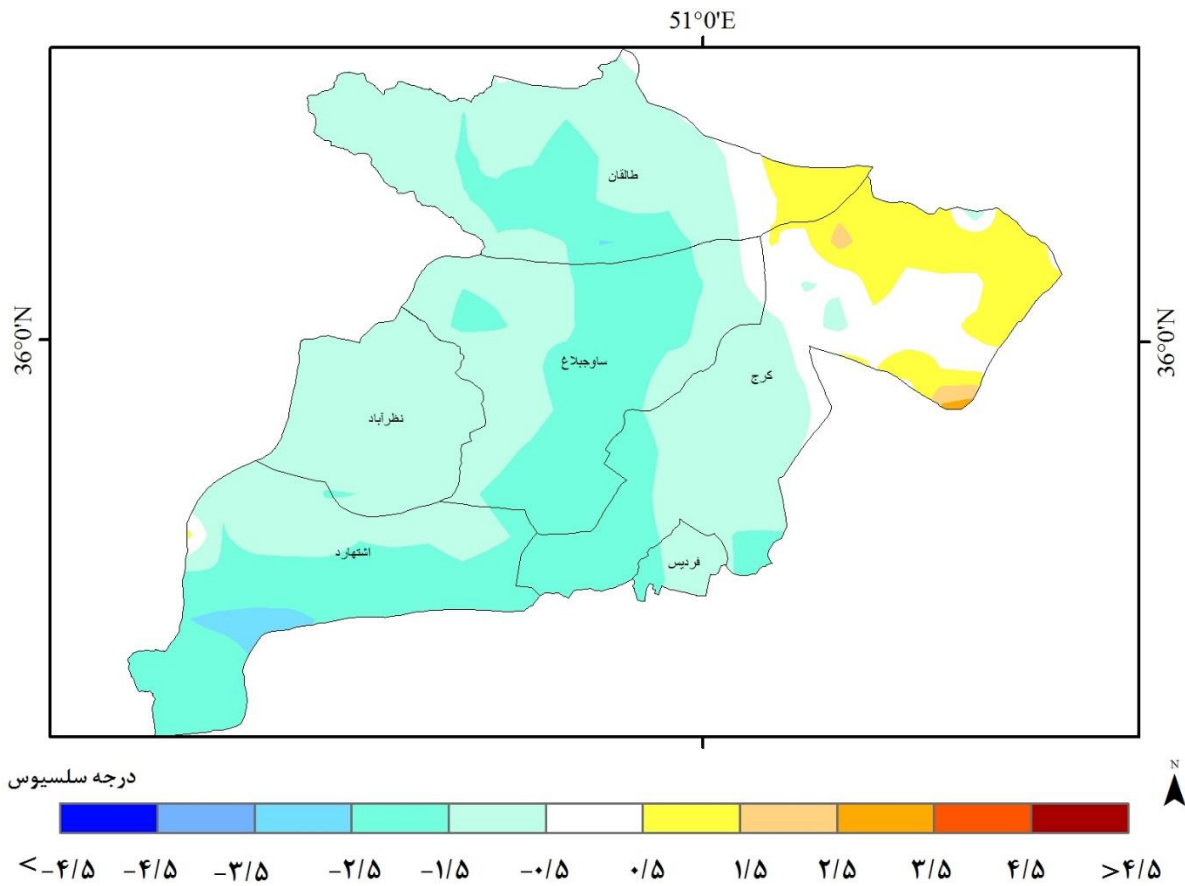 51°0'E
طالقان
36°0'N
36°0'N
ساوجبلاغ
کرج
نظرآباد
اشتهارد
فردیس
درجه سلسیوس
N
<-۴/۵ -۴/۵ -۳/۵ -۲/۵ -۱/۵ -۰/۵ ۰/۵ ۱/۵ ۲/۵ ۳/۵ ۴/۵ >۴/۵